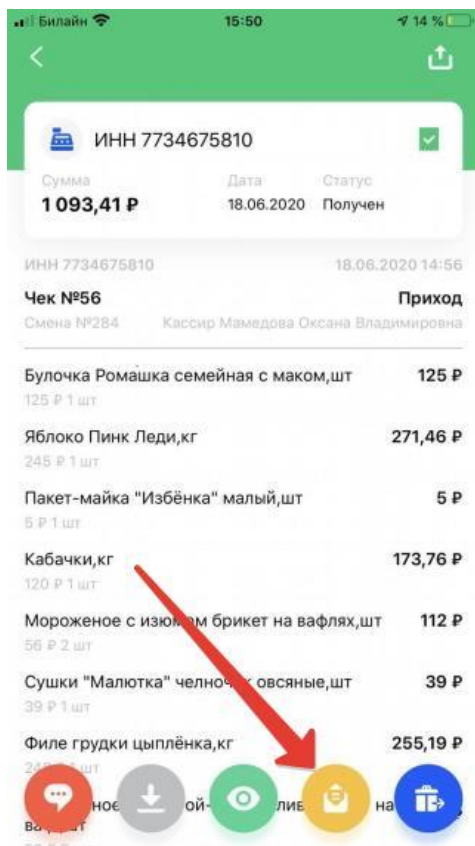 Билайн 15:50 14 %
ИНН 7734675810
Сумма Дата Статус
1 093,41 ₽ 18.06.2020 Получен
ИНН 7734675810 18.06.2020 14:56
Чек №56 Приход
Смена №284 Кассир Мамедова Оксана Владимировна
Булочка Ромашка семейная с маком,шт 125 ₽
125 ₽ 1 шт
Яблоко Пинк Леди,кг 271,46 ₽
245 ₽ 1 шт
Пакет-майка "Избёнка" малый,шт 5 ₽
5 ₽ 1 шт
Кабачки,кг 173,76 ₽
120 ₽ 1 шт
Мороженое с изюмом брикет на вафлях,шт 112 ₽
56 ₽ 2 шт
Сушки "Малютка" челночок овсяные,шт 39 ₽
39 ₽ 1 шт
Филе грудки цыплёнка,кг 255,19 ₽